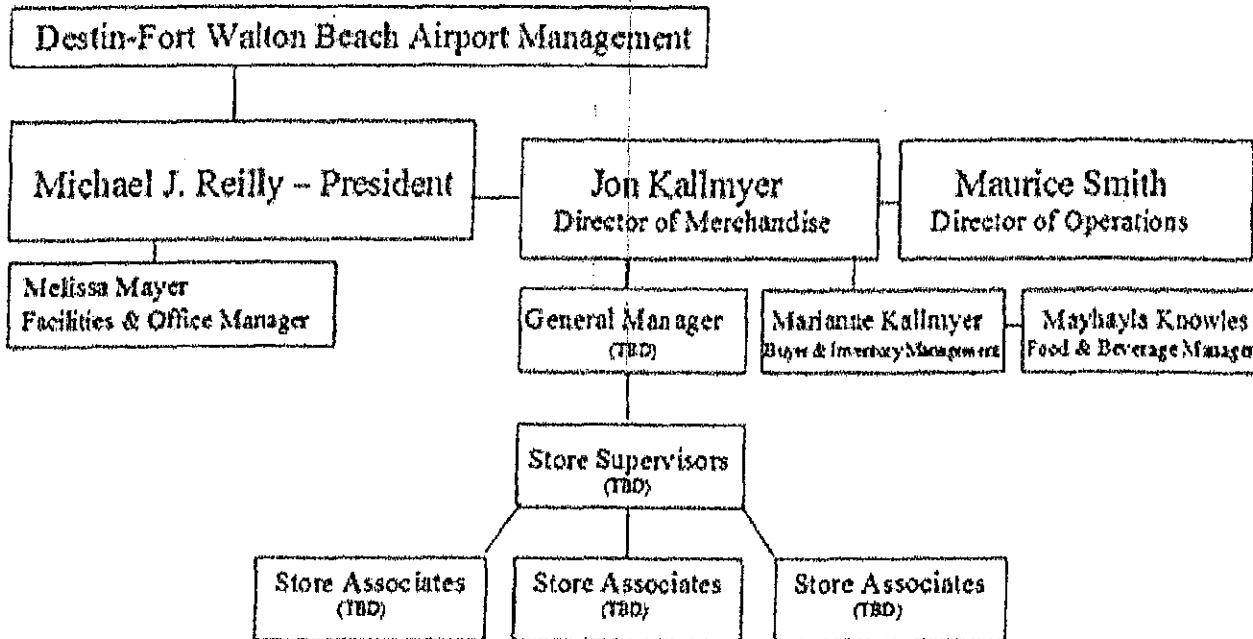 Destin-Fort Walton Beach Airport Management
Michael J. Reilly – President
Jon Kallmyer
Director of Merchandise
Maurice Smith
Director of Operations
Melissa Mayer
Facilities & Office Manager
General Manager
(TBD)
Marianne Kallmyer
Buyer & Inventory Management
Mayhayla Knowles
Food & Beverage Manager
Store Supervisors
(TBD)
Store Associates
(TBD)
Store Associates
(TBD)
Store Associates
(TBD)